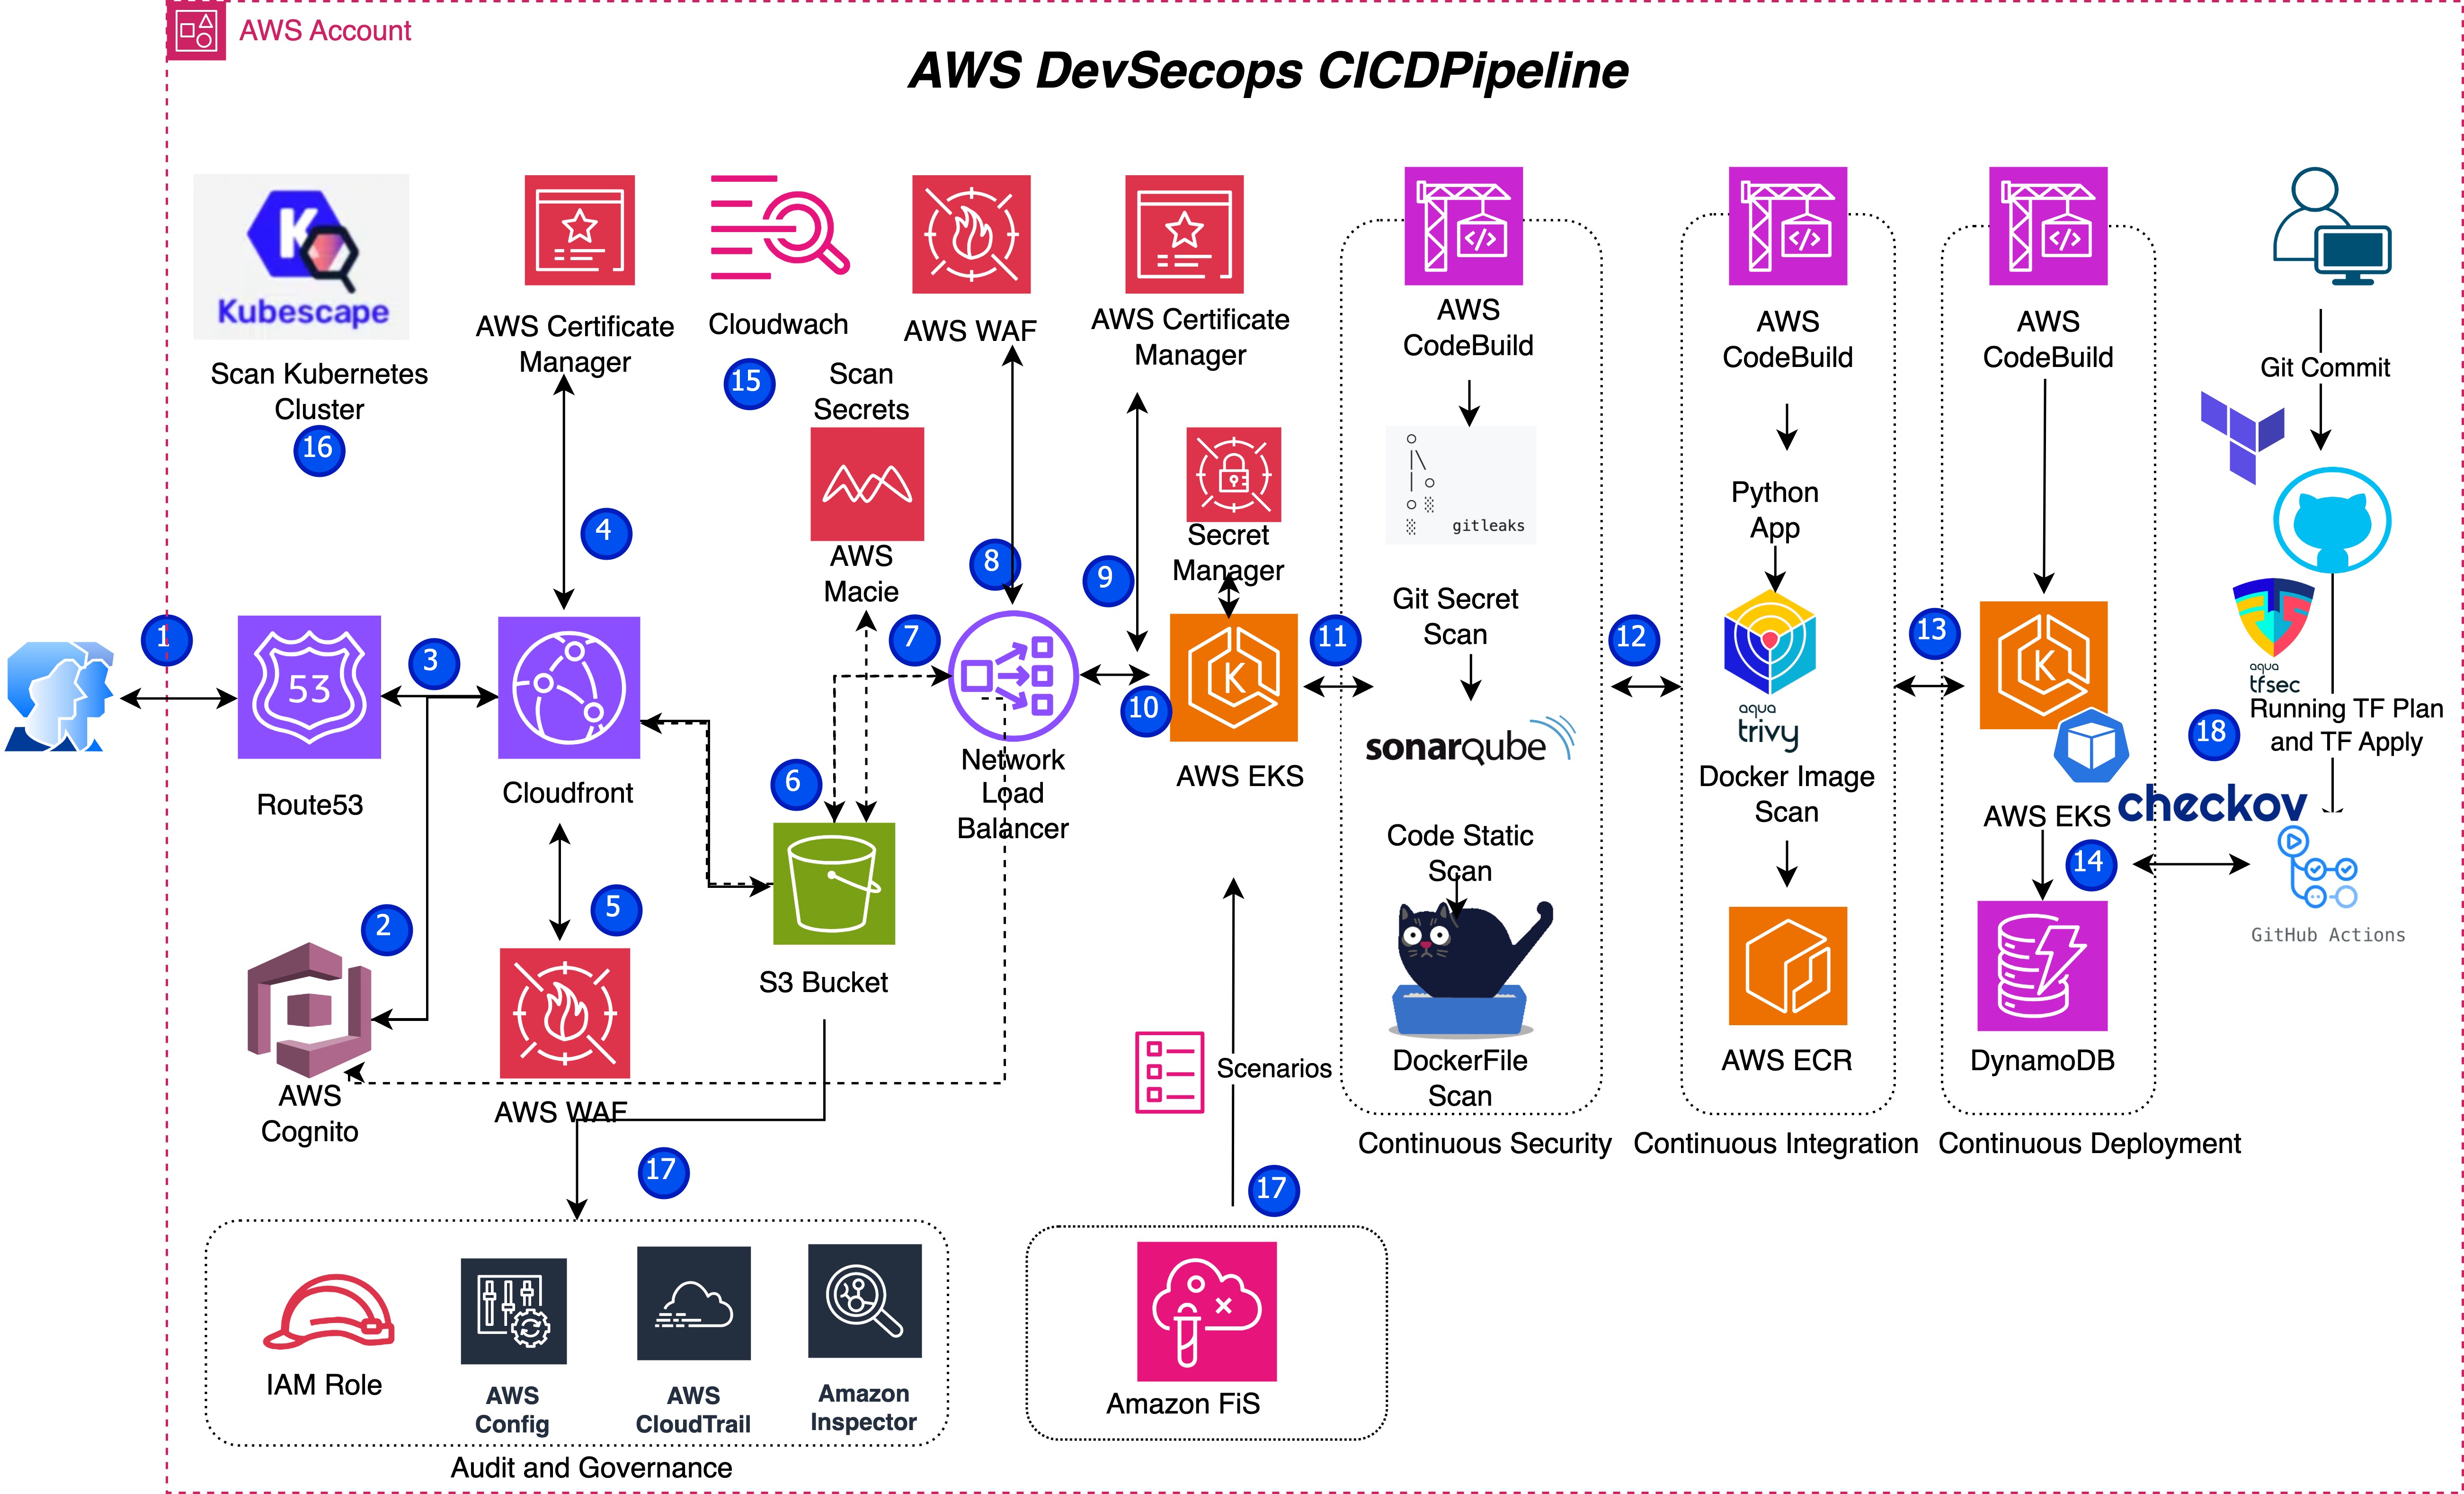 AWS Account
AWS DevSecops CICDPipeline
K
Kubescape
Scan Kubernetes
Cluster
16
AWS Certificate
Manager
4
Cloudwach
15
Scan
Secrets
AWS
Macie
AWS WAF
8
AWS Certificate
Manager
9
Secret
Manager
1
53
Route53
3
Cloudfront
2
AWS
Cognito
5
AWS WAF
6
S3 Bucket
7
Network
Load
Balancer
10
K
AWS EKS
11
</>
AWS
CodeBuild
gitleaks
Git Secret
Scan
sonarqube
Code Static
Scan
DockerFile
Scan
Continuous Security
12
</>
AWS
CodeBuild
Python
App
aqua
trivy
Docker Image
Scan
AWS ECR
Continuous Integration
13
</>
AWS
CodeBuild
K
AWS EKS
14
DynamoDB
Continuous Deployment
Git Commit
aqua
tfsec
18
Running TF Plan
and TF Apply
checkov
GitHub Actions
17
IAM Role
AWS
Config
AWS
CloudTrail
Amazon
Inspector
Audit and Governance
Scenarios
17
Amazon FiS